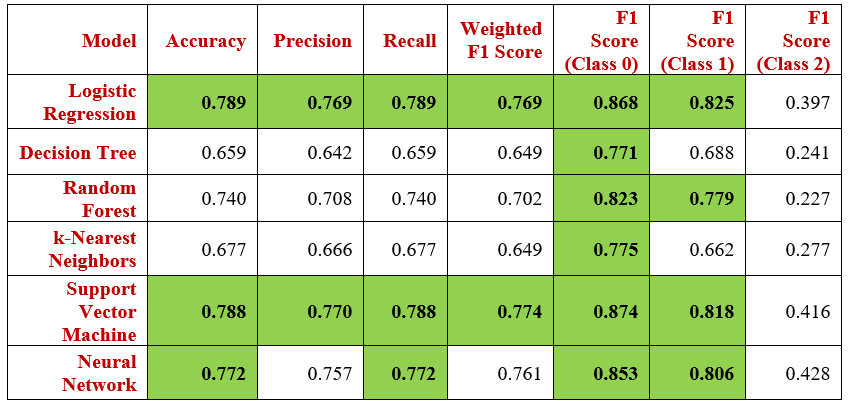 Model Accuracy Precision Recall Weighted F1 Score F1 Score (Class 0) F1 Score (Class 1) F1 Score (Class 2)
Logistic Regression 0.789 0.769 0.789 0.769 0.868 0.825 0.397
Decision Tree 0.659 0.642 0.659 0.649 0.771 0.688 0.241
Random Forest 0.740 0.708 0.740 0.702 0.823 0.779 0.227
k-Nearest Neighbors 0.677 0.666 0.677 0.649 0.775 0.662 0.277
Support Vector Machine 0.788 0.770 0.788 0.774 0.874 0.818 0.416
Neural Network 0.772 0.757 0.772 0.761 0.853 0.806 0.428